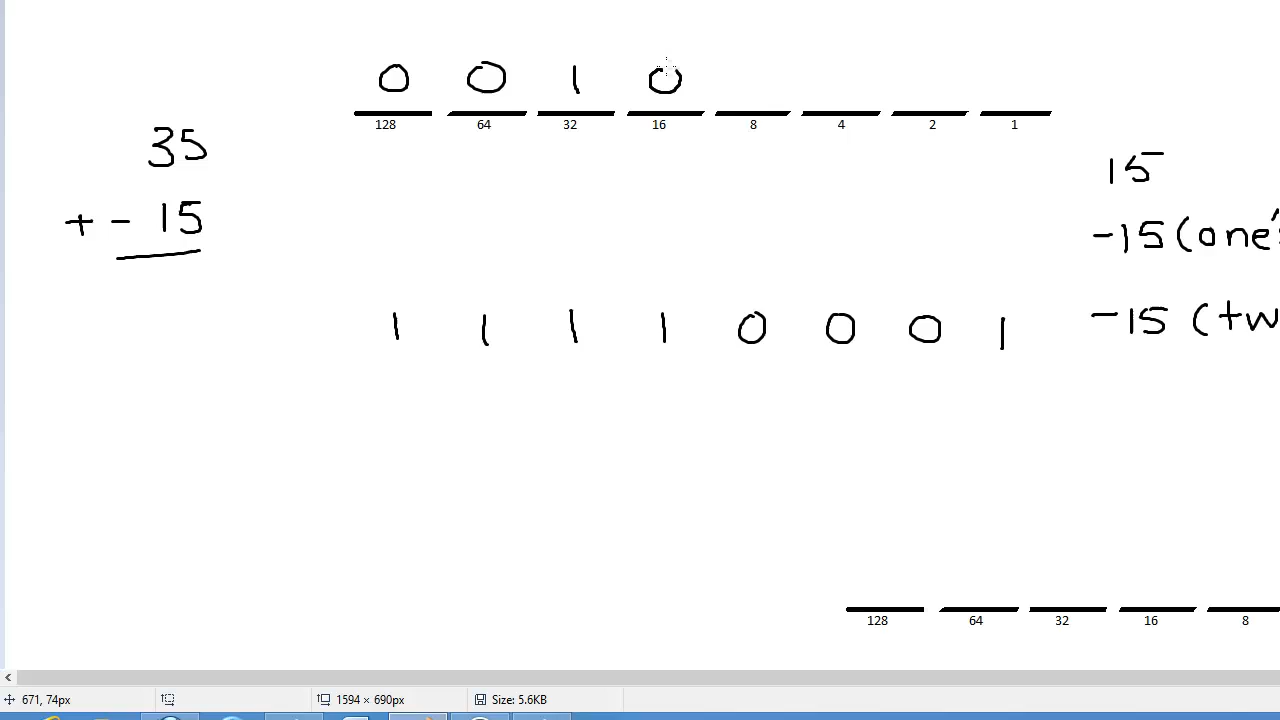 0 0 1 0
128 64 32 16 8 4 2 1
35
15
+ - 15
-15 (one'
1 1 1 1 0 0 0 1
-15 (tw
128 64 32 16 8
671, 74px
1594 × 690px
Size: 5.6KB